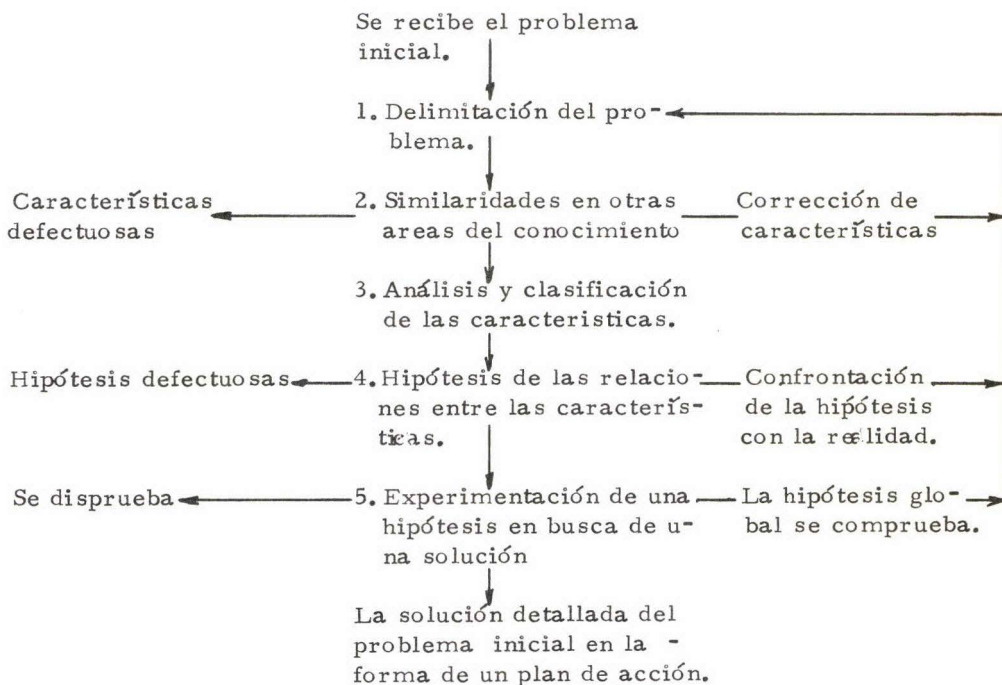 Se recibe el problema
inicial.
1. Delimitación del pro-
blema.
Características
defectuosas
2. Similaridades en otras
areas del conocimiento
Corrección de
características
3. Análisis y clasificación
de las caracteristicas.
Hipótesis defectuosas
4. Hipótesis de las relacio-
nes entre las caracterís-
ticas.
Confrontación
de la hipótesis
con la realidad.
Se disprueba
5. Experimentación de una
hipótesis en busca de u-
na solución
La hipótesis glo-
bal se comprueba.
La solución detallada del
problema inicial en la -
forma de un plan de acción.